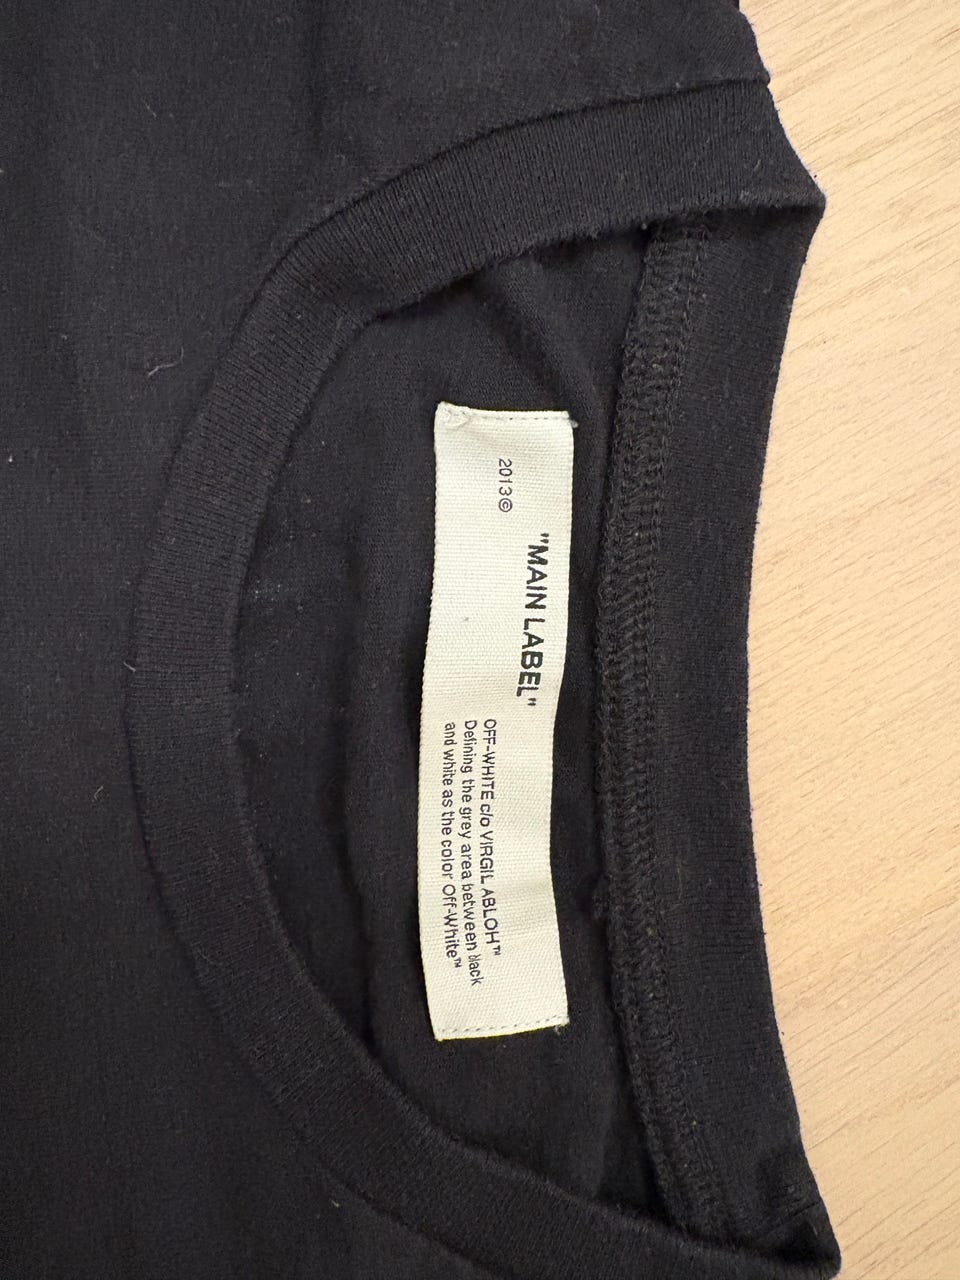 2013©
"MAIN LABEL"
OFF-WHITE c/o VIRGIL ABLOH™
Defining the grey area between black
and white as the color Off-White™